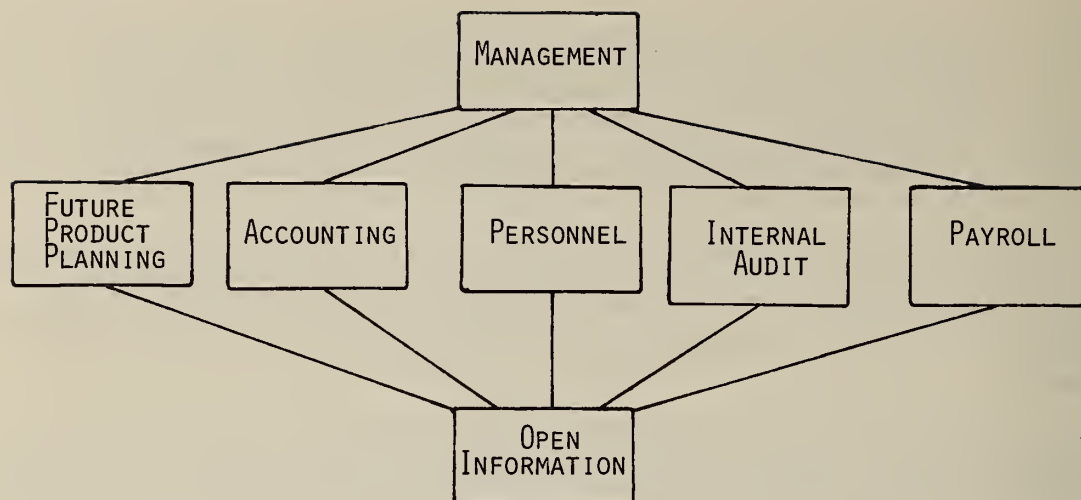 MANAGEMENT
FUTURE
PRODUCT
PLANNING
ACCOUNTING
PERSONNEL
INTERNAL
AUDIT
PAYROLL
OPEN
INFORMATION